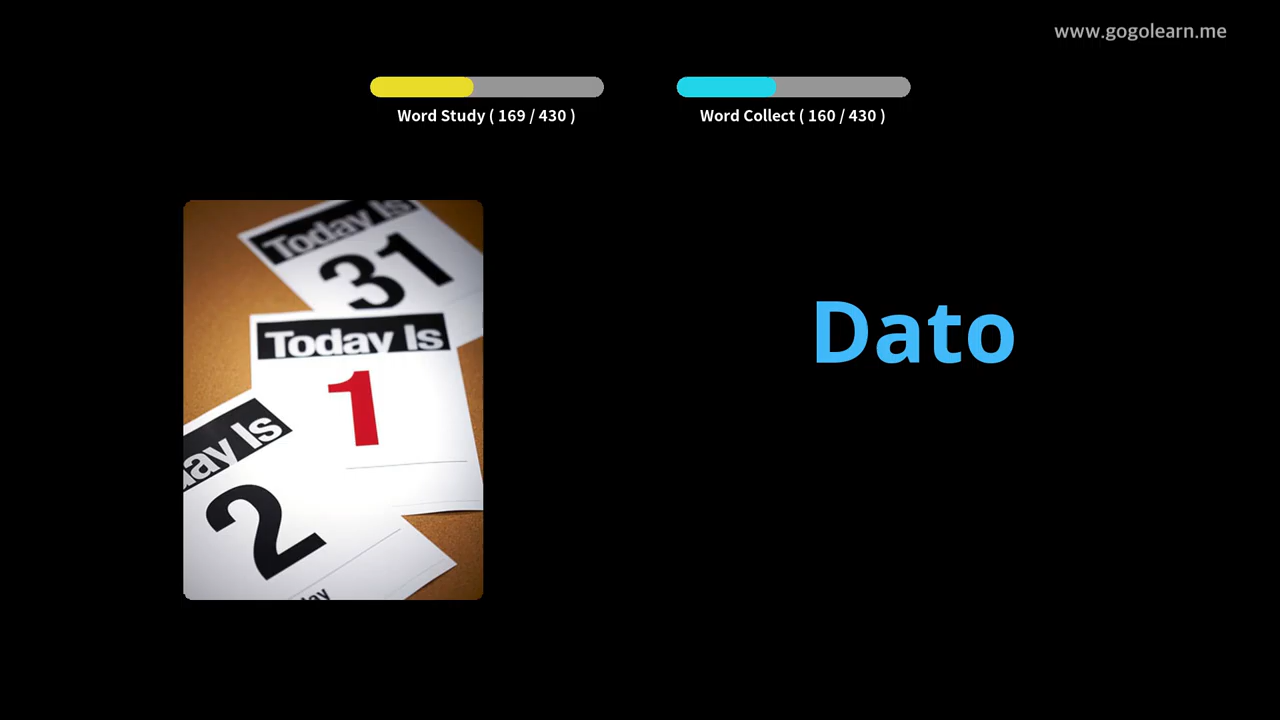 www.gogolearn.me
Word Study ( 169 / 430 )
Word Collect ( 160 / 430 )
Today Is
31
Today Is
1
Dato
day Is
2